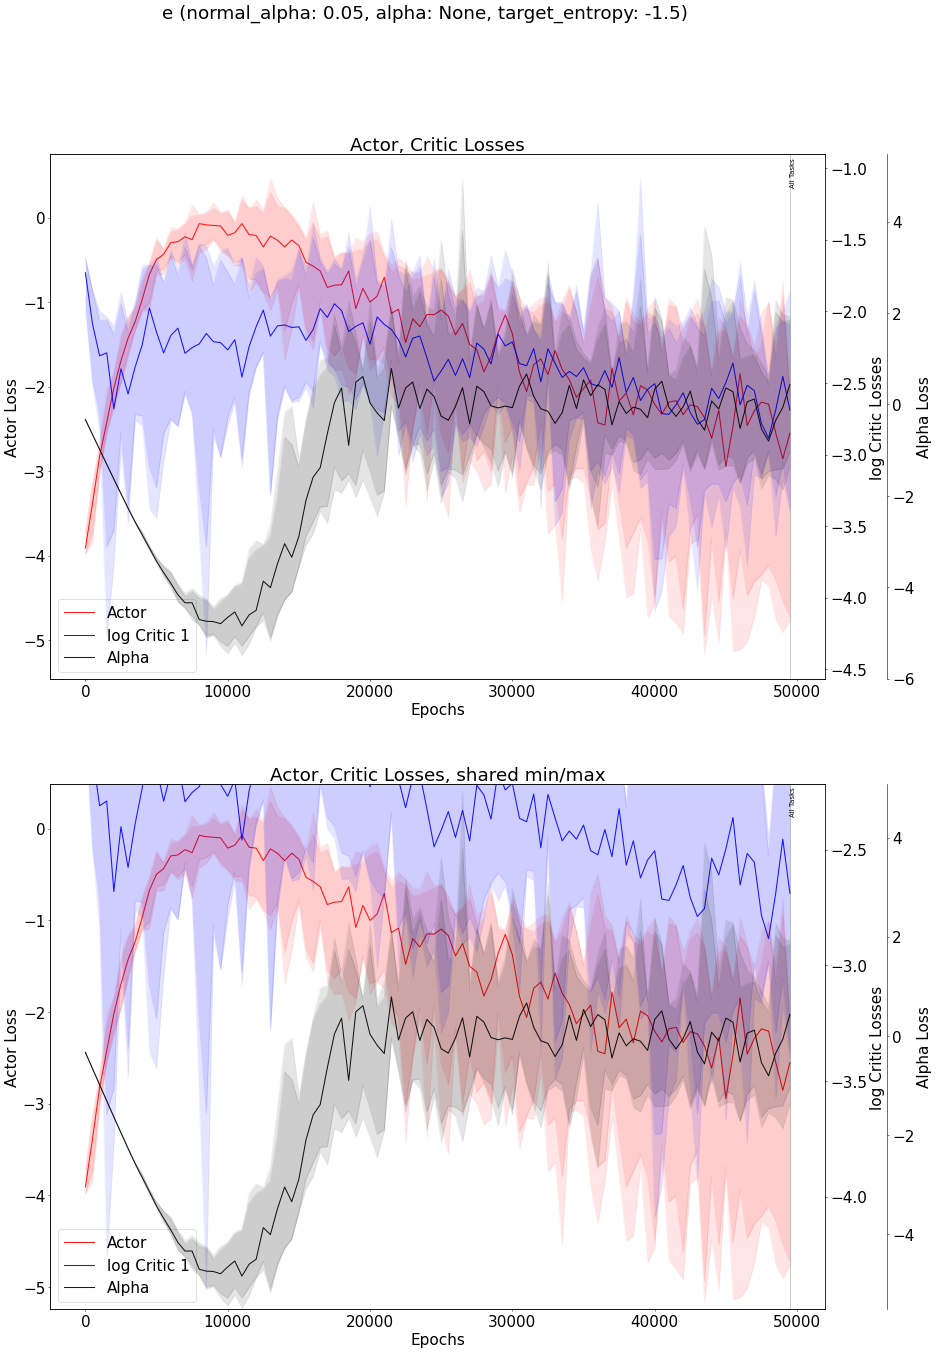 e (normal_alpha: 0.05, alpha: None, target_entropy: -1.5)
Actor, Critic Losses
All Tasks
0
−1
−2
−3
−4
−5
Actor Loss
−1.0
−1.5
−2.0
−2.5
−3.0
−3.5
−4.0
−4.5
log Critic Losses
4
2
0
−2
−4
−6
Alpha Loss
Actor
log Critic 1
Alpha
0 10000 20000 30000 40000 50000
Epochs
Actor, Critic Losses, shared min/max
All Tasks
0
−1
−2
−3
−4
−5
Actor Loss
−2.5
−3.0
−3.5
−4.0
log Critic Losses
4
2
0
−2
−4
Alpha Loss
Actor
log Critic 1
Alpha
0 10000 20000 30000 40000 50000
Epochs